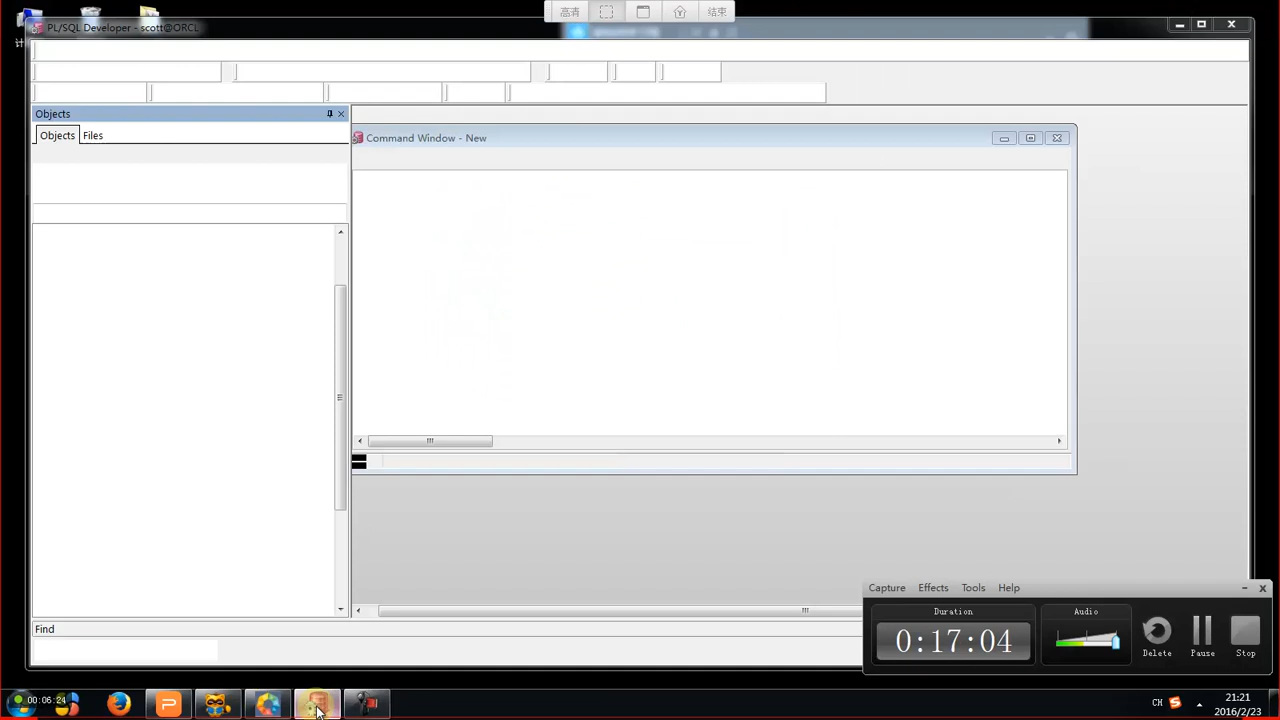 高清
结束
计
PL/SQL Developer - scott@ORCL
Objects
Objects Files
Command Window - New
Find
Capture Effects Tools Help
Duration
Audio
0:17:04
Delete Pause Stop
00:06:24
CH
21:21
2016/2/23